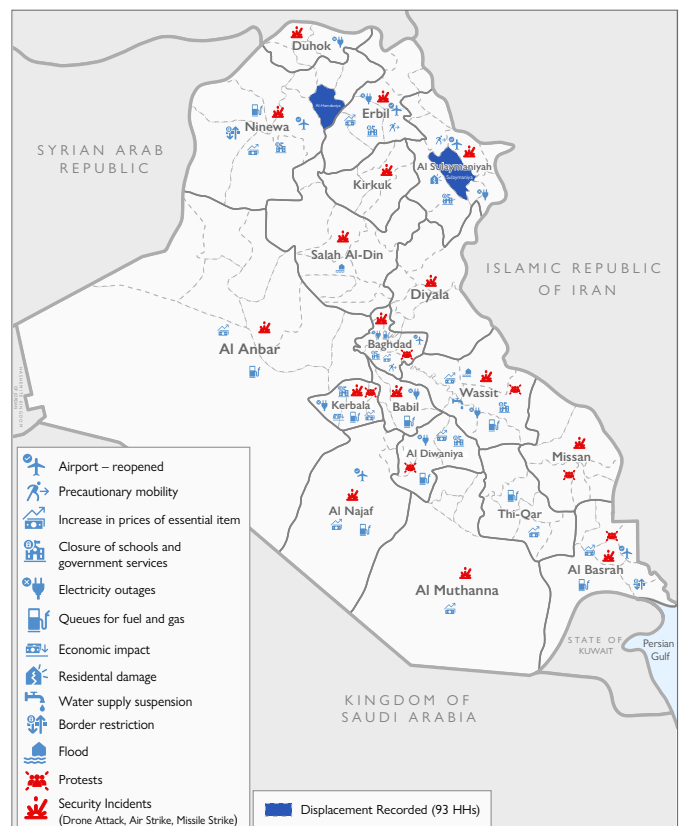 Duhok
Al-Hamdaniya
Erbil
Ninewa
SYRIAN ARAB
REPUBLIC
Al Sulaymaniyah
Sulaymaniya
Kirkuk
Salah Al-Din
ISLAMIC REPUBLIC
OF IRAN
Diyala
Baghdad
Al Anbar
Wassit
Kerbala
Babil
Al Diwaniya
Missan
Al Najaf
Thi-Qar
Al Basrah
Al Muthanna
STATE OF
KUWAIT
Persian
Gulf
KINGDOM OF
SAUDI ARABIA
Airport – reopened
Precautionary mobility
Increase in prices of essential item
Closure of schools and
government services
Electricity outages
Queues for fuel and gas
Economic impact
Residental damage
Water supply suspension
Border restriction
Flood
Protests
Security Incidents
(Drone Attack, Air Strike, Missile Strike)
Displacement Recorded (93 HHs)